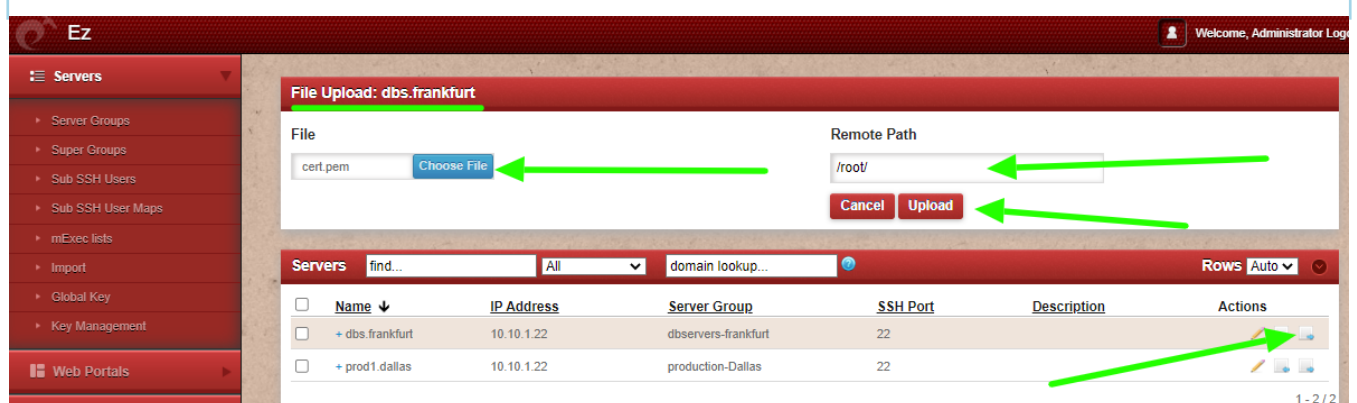 Ez
Welcome, Administrator Logo
Servers
Server Groups
Super Groups
Sub SSH Users
Sub SSH User Maps
mExec lists
Import
Global Key
Key Management
Web Portals
File Upload: dbs.frankfurt
File
Remote Path
cert.pem Choose File
/root/
Cancel Upload
Servers find... All domain lookup... Rows Auto
Name IP Address Server Group SSH Port Description Actions
+ dbs.frankfurt 10.10.1.22 dbservers-frankfurt 22
+ prod1.dallas 10.10.1.22 production-Dallas 22
1 - 2 / 2